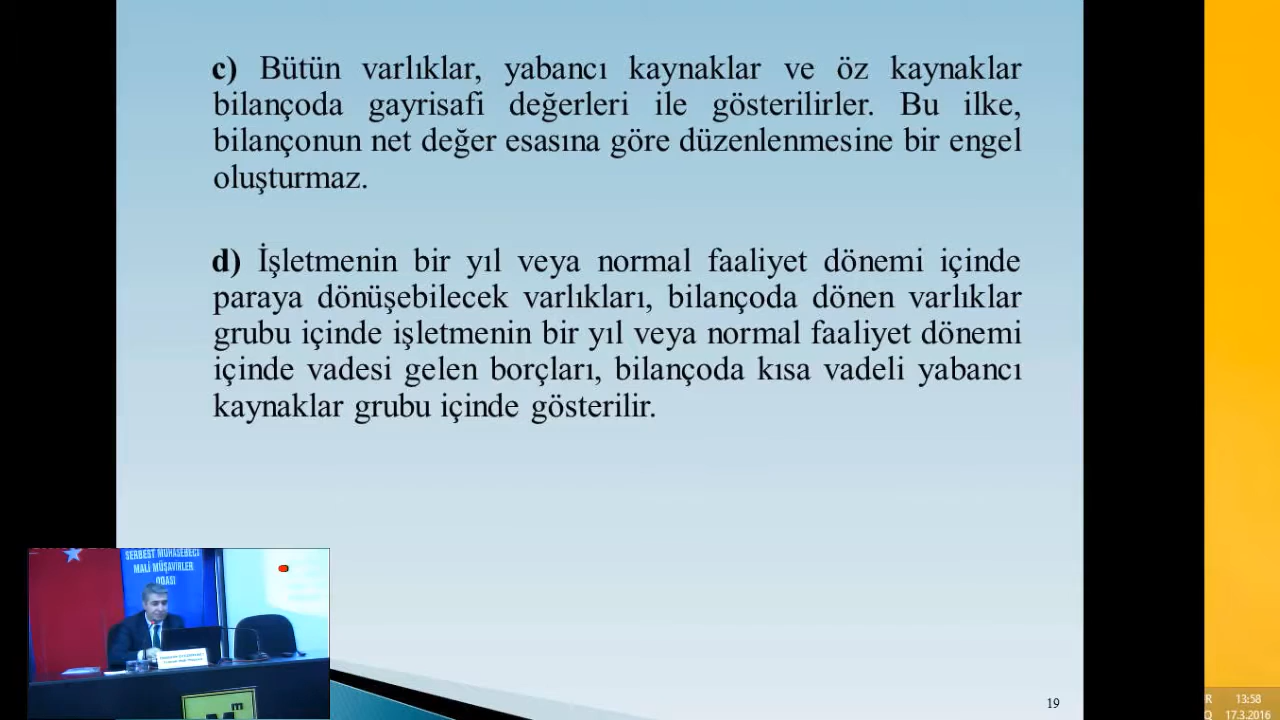 c) Bütün varlıklar, yabancı kaynaklar ve öz kaynaklar
bilançoda gayrisafi değerleri ile gösterilirler. Bu ilke,
bilançonun net değer esasına göre düzenlenmesine bir engel
oluşturmaz.
d) İşletmenin bir yıl veya normal faaliyet dönemi içinde
paraya dönüşebilecek varlıkları, bilançoda dönen varlıklar
grubu içinde işletmenin bir yıl veya normal faaliyet dönemi
içinde vadesi gelen borçları, bilançoda kısa vadeli yabancı
kaynaklar grubu içinde gösterilir.
SERBEST MUHASEBECİ
MALİ MÜŞAVİRLER
ODASI
19
R 13:58
Q 17.3.2016